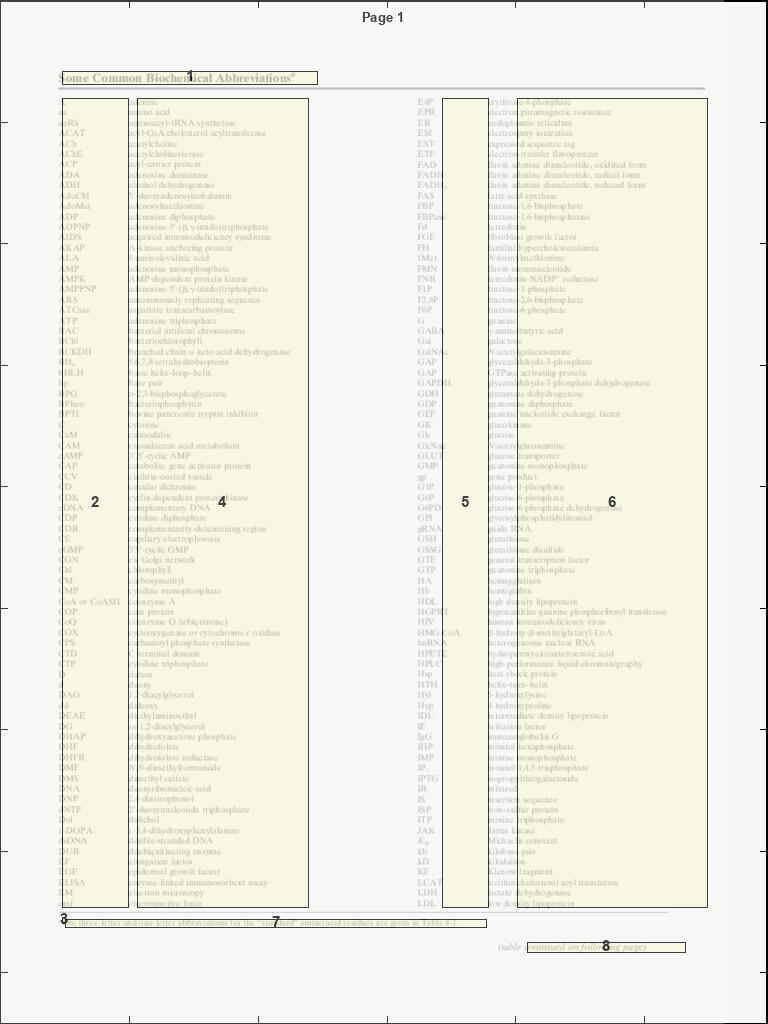 Page 1
Some Common Biochemical Abbreviations
A adenine
aa amino acid
aaRS aminoacyl-tRNA synthetase
ACAT acyl-CoA:cholesterol acyltransferase
ACh acetylcholine
AChE acetylcholinesterase
ACP acyl-carrier protein
ADA adenosine deaminase
ADH alcohol dehydrogenase
AdoCbl 5'-deoxyadenosylcobalamin
AdoMet S-adenosylmethionine
ADP adenosine diphosphate
ADPNP adenosine-5'-(β,γ-imido)triphosphate
AIDS acquired immunodeficiency syndrome
AKAP A-kinase anchoring protein
ALA δ-aminolevulinic acid
AMP adenosine monophosphate
AMPK AMP-dependent protein kinase
AMPPNP adenosine-5'-(β,γ-imido)triphosphate
ARS autonomously replicating sequence
ATCase aspartate transcarbamoylase
ATP adenosine triphosphate
BAC bacterial artificial chromosome
BChl bacteriochlorophyll
BCKDH branched chain α-keto acid dehydrogenase
BH₄ 5,6,7,8-tetrahydrobiopterin
bHLH basic helix–loop–helix
bp base pair
BPG D-2,3-bisphosphoglycerate
BPheo bacteriopheophytin
BPTI bovine pancreatic trypsin inhibitor
C cytosine
CaM calmodulin
CAM crassulacean acid metabolism
cAMP 3',5'-cyclic AMP
CAP catabolite gene activator protein
CCV clathrin-coated vesicle
CD circular dichroism
CDK cyclin-dependent protein kinase
cDNA complementary DNA
CDP cytidine diphosphate
CDR complementarity-determining region
CE capillary electrophoresis
cGMP 3',5'-cyclic GMP
CGN cis Golgi network
Chl chlorophyll
CM carboxymethyl
CMP cytidine monophosphate
CoA or CoASH coenzyme A
COP coat protein
CoQ coenzyme Q (ubiquinone)
COX cyclooxygenase or cytochrome c oxidase
CPS carbamoyl phosphate synthetase
CTD C-terminal domain
CTP cytidine triphosphate
D dalton
d deoxy
DAG 1,2-diacylglycerol
dd dideoxy
DEAE diethylaminoethyl
DG sn-1,2-diacylglycerol
DHAP dihydroxyacetone phosphate
DHF dihydrofolate
DHFR dihydrofolate reductase
DMF N,N-dimethylformamide
DMS dimethyl sulfate
DNA deoxyribonucleic acid
DNP 2,4-dinitrophenol
dNTP 2'-deoxynucleotide triphosphate
Dol dolichol
L-DOPA L-3,4-dihydroxyphenylalanine
dsDNA double-stranded DNA
DUB deubiquitinating enzyme
EF elongation factor
EGF epidermal growth factor
ELISA enzyme-linked immunosorbent assay
EM electron microscopy
emf electromotive force
E4P erythrose-4-phosphate
EPR electron paramagnetic resonance
ER endoplasmic reticulum
ESI electrospray ionization
EST expressed sequence tag
ETF electron-transfer flavoprotein
FAD flavin adenine dinucleotide, oxidized form
FADH· flavin adenine dinucleotide, radical form
FADH₂ flavin adenine dinucleotide, reduced form
FAS fatty acid synthase
FBP fructose-1,6-bisphosphate
FBPase fructose-1,6-bisphosphatase
Fd ferredoxin
FGF fibroblast growth factor
FH familial hypercholesterolemia
fMet N-formylmethionine
FMN flavin mononucleotide
FNR ferredoxin-NADP⁺ reductase
F1P fructose-1-phosphate
F2,6P fructose-2,6-bisphosphate
F6P fructose-6-phosphate
G guanine
GABA γ-aminobutyric acid
Gal galactose
GalNAc N-acetylgalactosamine
GAP glyceraldehyde-3-phosphate
GAP GTPase activating protein
GAPDH glyceraldehyde-3-phosphate dehydrogenase
GDH glutamate dehydrogenase
GDP guanosine diphosphate
GEF guanine nucleotide exchange factor
GK glucokinase
Glc glucose
GlcNac N-acetylglucosamine
GLUT glucose transporter
GMP guanosine monophosphate
gp gene product
G1P glucose-1-phosphate
G6P glucose-6-phosphate
G6PD glucose-6-phosphate dehydrogenase
GPI glycosylphosphatidylinositol
gRNA guide RNA
GSH glutathione
GSSG glutathione disulfide
GTF general transcription factor
GTP guanosine triphosphate
HA hemagglutinin
Hb hemoglobin
HDL high density lipoprotein
HGPRT hypoxanthine-guanine phosphoribosyl transferase
HIV human immunodeficiency virus
HMG-CoA β-hydroxy-β-methylglutaryl-CoA
hnRNA heterogeneous nuclear RNA
HPETE hydroperoxyeicosatetraenoic acid
HPLC high-performance liquid chromatography
Hsp heat shock protein
HTH helix–turn–helix
Hyl 5-hydroxylysine
Hyp 4-hydroxyproline
IDL intermediate density lipoprotein
IF initiation factor
IgG immunoglobulin G
IHP inositol hexaphosphate
IMP inosine monophosphate
IP₃ inositol-1,4,5-trisphosphate
IPTG isopropylthiogalactoside
IR infrared
IS insertion sequence
ISP iron–sulfur protein
ITP inosine triphosphate
JAK Janus kinase
K_M Michaelis constant
kb kilobase pair
kD kilodalton
KF Klenow fragment
LCAT lecithin:cholesterol acyl transferase
LDH lactate dehydrogenase
LDL low density lipoprotein
The three-letter and one-letter abbreviations for the “standard” amino acid residues are given in Table 4-1.
(table continued on following page)
1
2
3
4
5
6
7
8